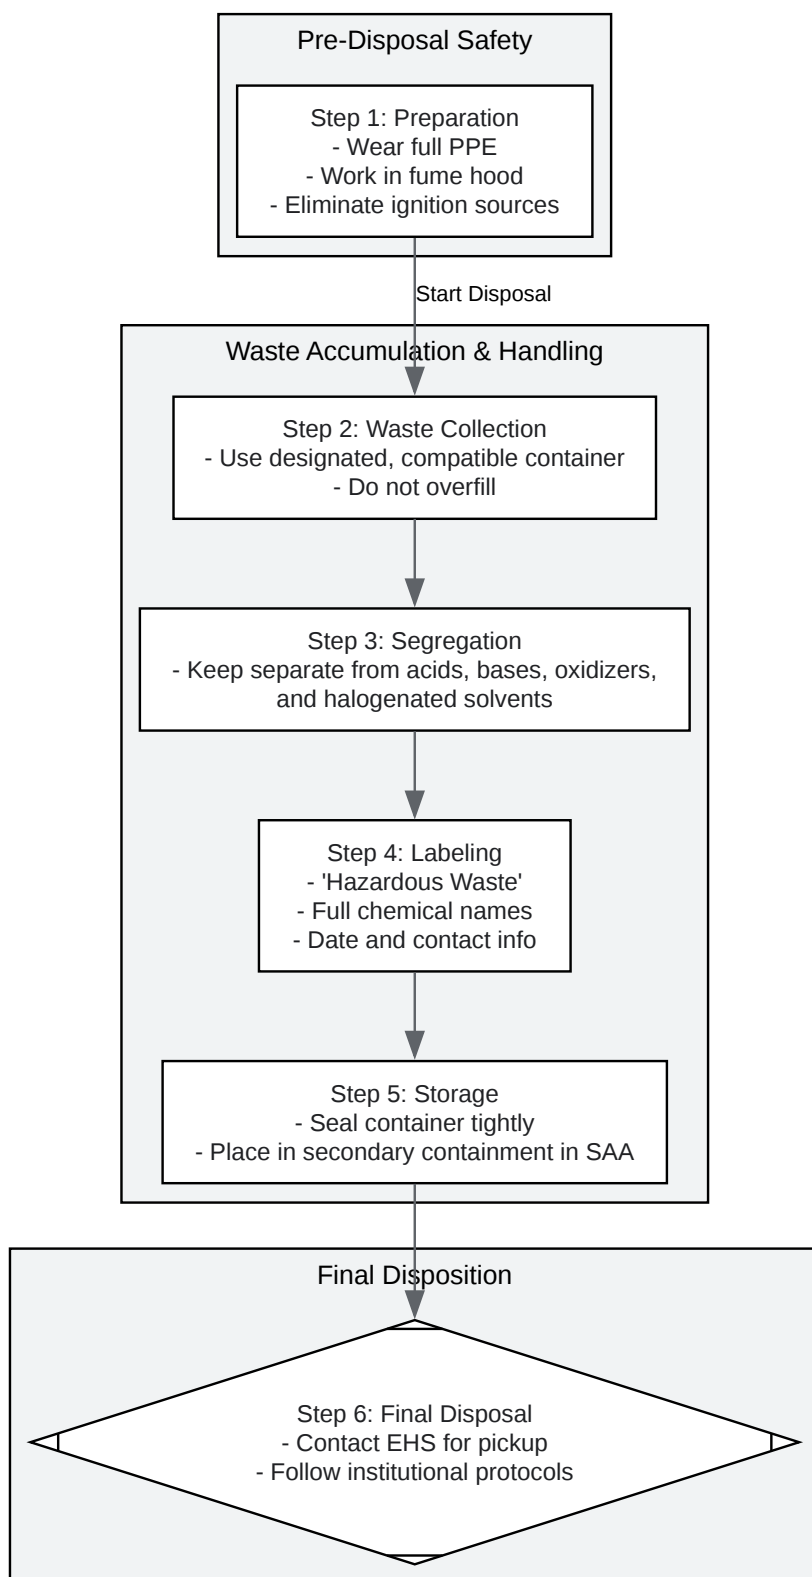 Pre-Disposal Safety
Step 1: Preparation
- Wear full PPE
- Work in fume hood
- Eliminate ignition sources
Start Disposal
Waste Accumulation & Handling
Step 2: Waste Collection
- Use designated, compatible container
- Do not overfill
Step 3: Segregation
- Keep separate from acids, bases, oxidizers,
and halogenated solvents
Step 4: Labeling
- 'Hazardous Waste'
- Full chemical names
- Date and contact info
Step 5: Storage
- Seal container tightly
- Place in secondary containment in SAA
Final Disposition
Step 6: Final Disposal
- Contact EHS for pickup
- Follow institutional protocols